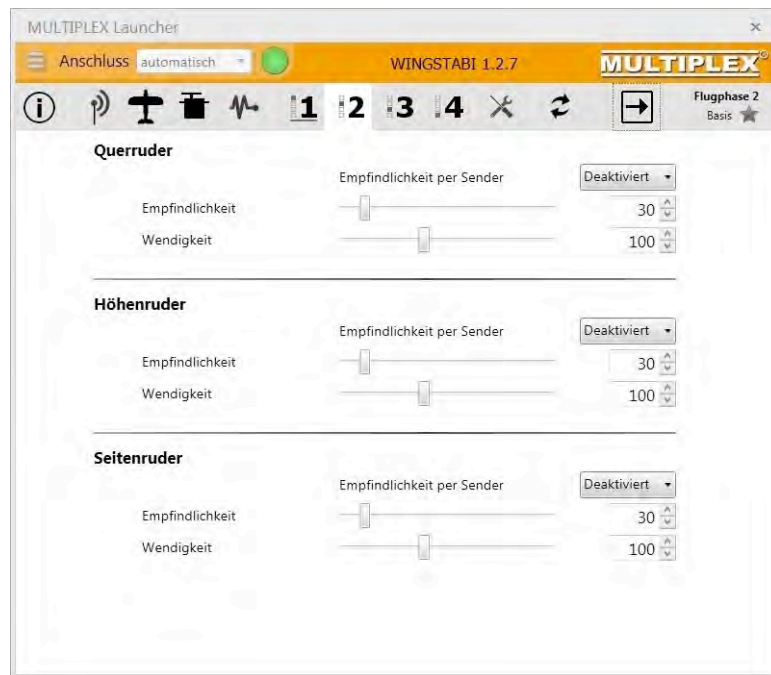 MULTIPLEX Launcher
Anschluss automatisch WINGSTABI 1.2.7 MULTIPLEX®
1 2 3 4 Flugphase 2
Basis
Querruder
Empfindlichkeit per Sender Deaktiviert
Empfindlichkeit 30
Wendigkeit 100
Höhenruder
Empfindlichkeit per Sender Deaktiviert
Empfindlichkeit 30
Wendigkeit 100
Seitenruder
Empfindlichkeit per Sender Deaktiviert
Empfindlichkeit 30
Wendigkeit 100